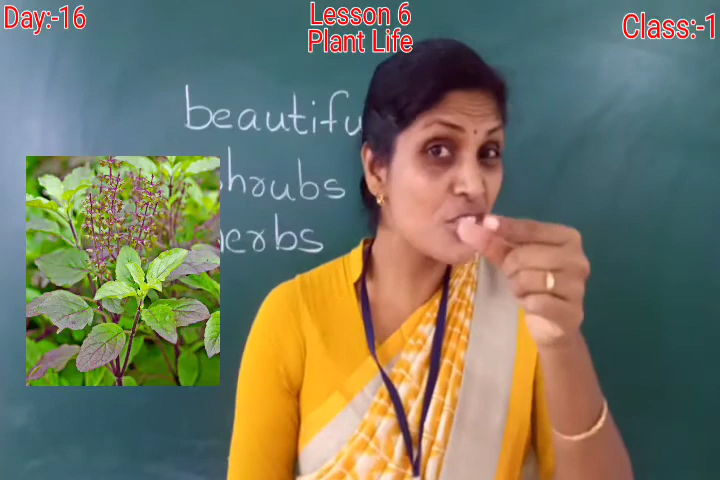 Day:-16
Lesson 6
Plant Life
Class:-1
beautifu
hrubs
erbs